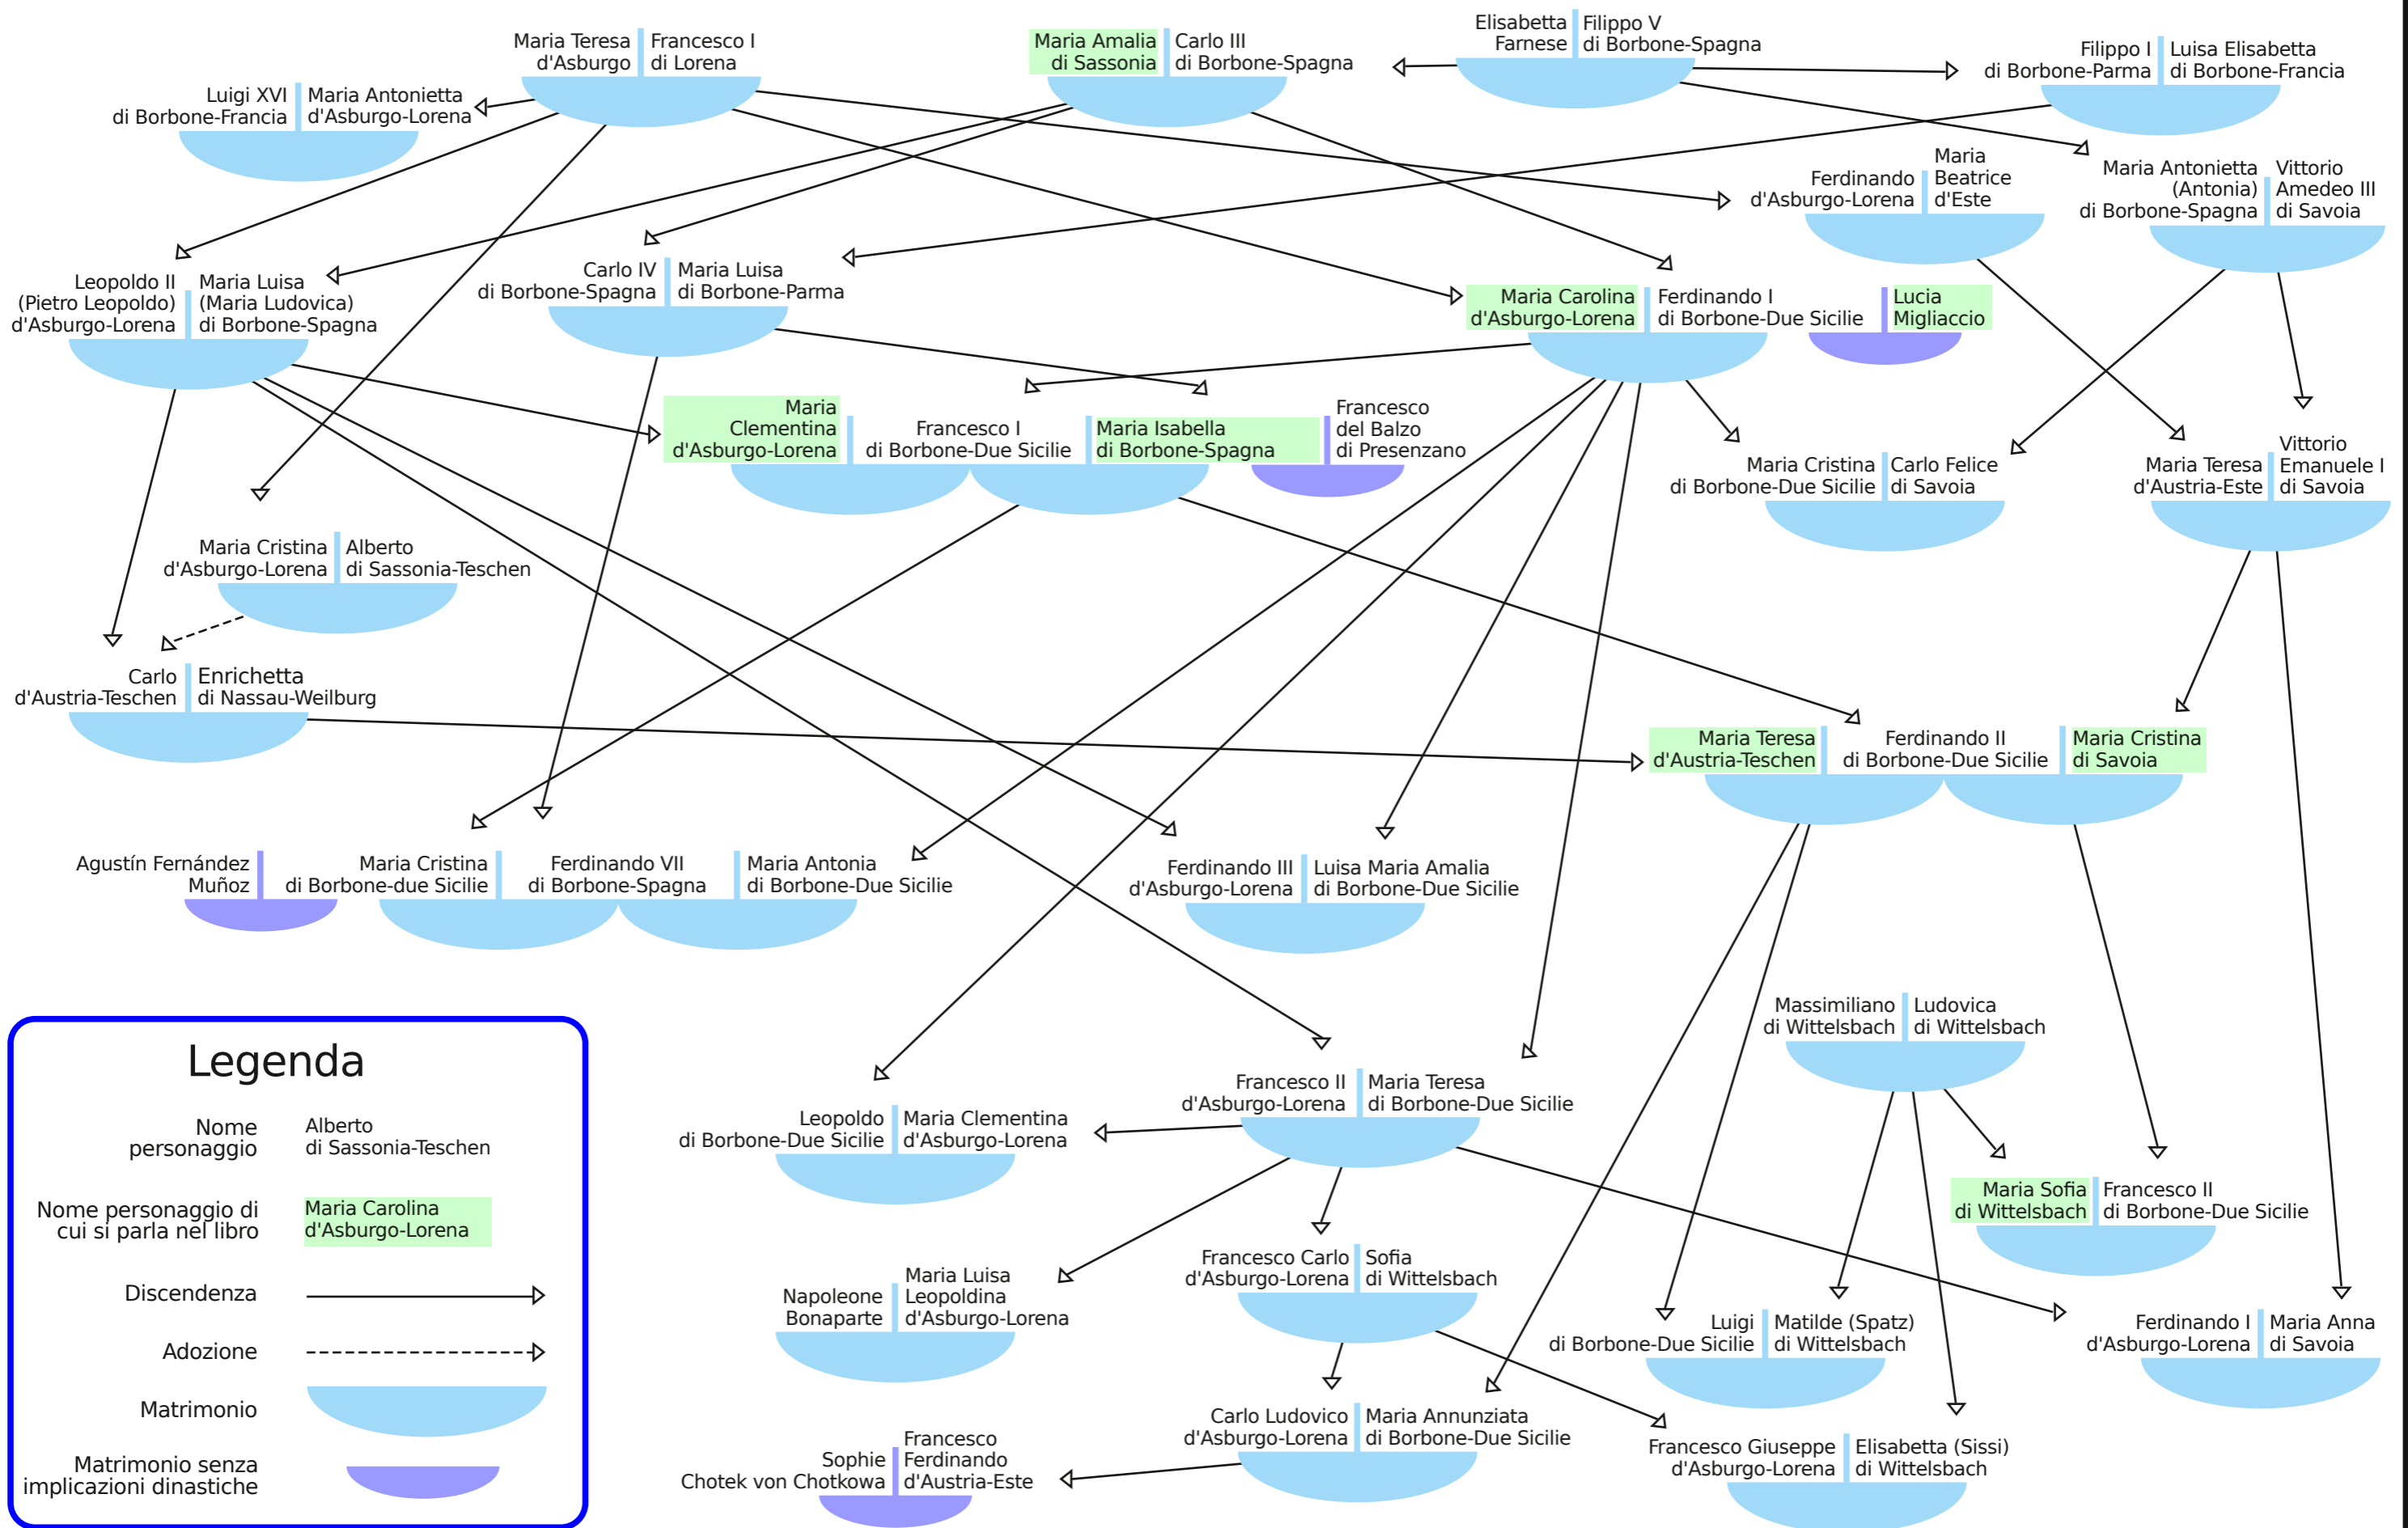 Elisabetta
Farnese
Filippo V
di Borbone-Spagna
Maria Teresa
d'Asburgo
Francesco I
di Lorena
Maria Amalia
di Sassonia
Carlo III
di Borbone-Spagna
Filippo I
di Borbone-Parma
Luisa Elisabetta
di Borbone-Francia
Luigi XVI
di Borbone-Francia
Maria Antonietta
d'Asburgo-Lorena
Ferdinando
d'Asburgo-Lorena
Maria
Beatrice
d'Este
Maria Antonietta
(Antonia)
di Borbone-Spagna
Vittorio
Amedeo III
di Savoia
Leopoldo II
(Pietro Leopoldo)
d'Asburgo-Lorena
Maria Luisa
(Maria Ludovica)
di Borbone-Spagna
Carlo IV
di Borbone-Spagna
Maria Luisa
di Borbone-Parma
Maria Carolina
d'Asburgo-Lorena
Ferdinando I
di Borbone-Due Sicilie
Lucia
Migliaccio
Maria
Clementina
d'Asburgo-Lorena
Francesco I
di Borbone-Due Sicilie
Maria Isabella
di Borbone-Spagna
Francesco
del Balzo
di Presenzano
Maria Cristina
di Borbone-Due Sicilie
Carlo Felice
di Savoia
Maria Teresa
d'Austria-Este
Vittorio
Emanuele I
di Savoia
Maria Cristina
d'Asburgo-Lorena
Alberto
di Sassonia-Teschen
Carlo
d'Austria-Teschen
Enrichetta
di Nassau-Weilburg
Maria Teresa
d'Austria-Teschen
Ferdinando II
di Borbone-Due Sicilie
Maria Cristina
di Savoia
Agustín Fernández
Muñoz
Maria Cristina
di Borbone-due Sicilie
Ferdinando VII
di Borbone-Spagna
Maria Antonia
di Borbone-Due Sicilie
Ferdinando III
d'Asburgo-Lorena
Luisa Maria Amalia
di Borbone-Due Sicilie
Massimiliano
di Wittelsbach
Ludovica
di Wittelsbach
Francesco II
d'Asburgo-Lorena
Maria Teresa
di Borbone-Due Sicilie
Leopoldo
di Borbone-Due Sicilie
Maria Clementina
d'Asburgo-Lorena
Maria Sofia
di Wittelsbach
Francesco II
di Borbone-Due Sicilie
Francesco Carlo
d'Asburgo-Lorena
Sofia
di Wittelsbach
Napoleone
Bonaparte
Maria Luisa
Leopoldina
d'Asburgo-Lorena
Luigi
di Borbone-Due Sicilie
Matilde (Spatz)
di Wittelsbach
Ferdinando I
d'Asburgo-Lorena
Maria Anna
di Savoia
Carlo Ludovico
d'Asburgo-Lorena
Maria Annunziata
di Borbone-Due Sicilie
Sophie
Chotek von Chotkowa
Francesco
Ferdinando
d'Austria-Este
Francesco Giuseppe
d'Asburgo-Lorena
Elisabetta (Sissi)
di Wittelsbach
Legenda
Nome
personaggio
Alberto
di Sassonia-Teschen
Nome personaggio di
cui si parla nel libro
Maria Carolina
d'Asburgo-Lorena
Discendenza
Adozione
Matrimonio
Matrimonio senza
implicazioni dinastiche